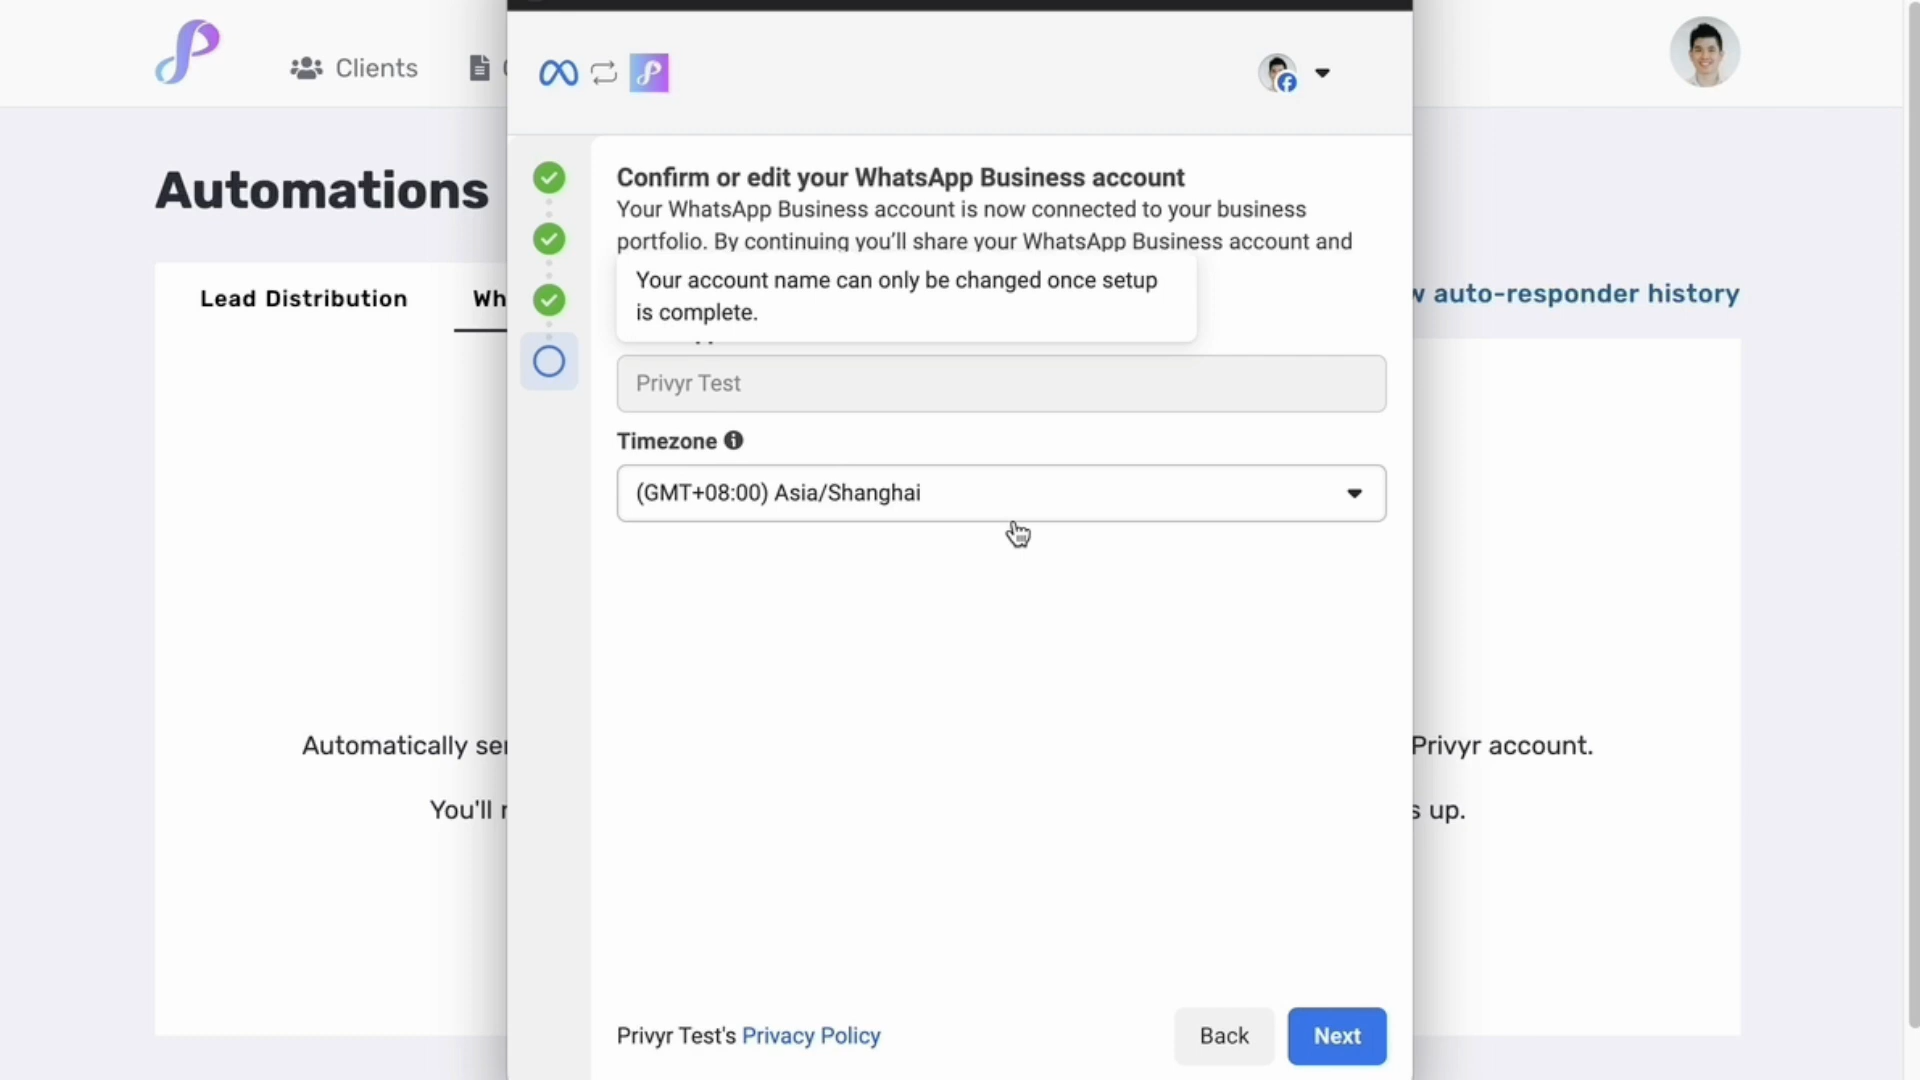 Clients
Automations
Lead Distribution
auto-responder history
Confirm or edit your WhatsApp Business account
Your WhatsApp Business account is now connected to your business
portfolio. By continuing you’ll share your WhatsApp Business account and
Your account name can only be changed once setup
is complete.
Privyr Test
Timezone
(GMT+08:00) Asia/Shanghai
Automatically
Privyr account.
You'll
up.
Privyr Test's Privacy Policy
Back
Next